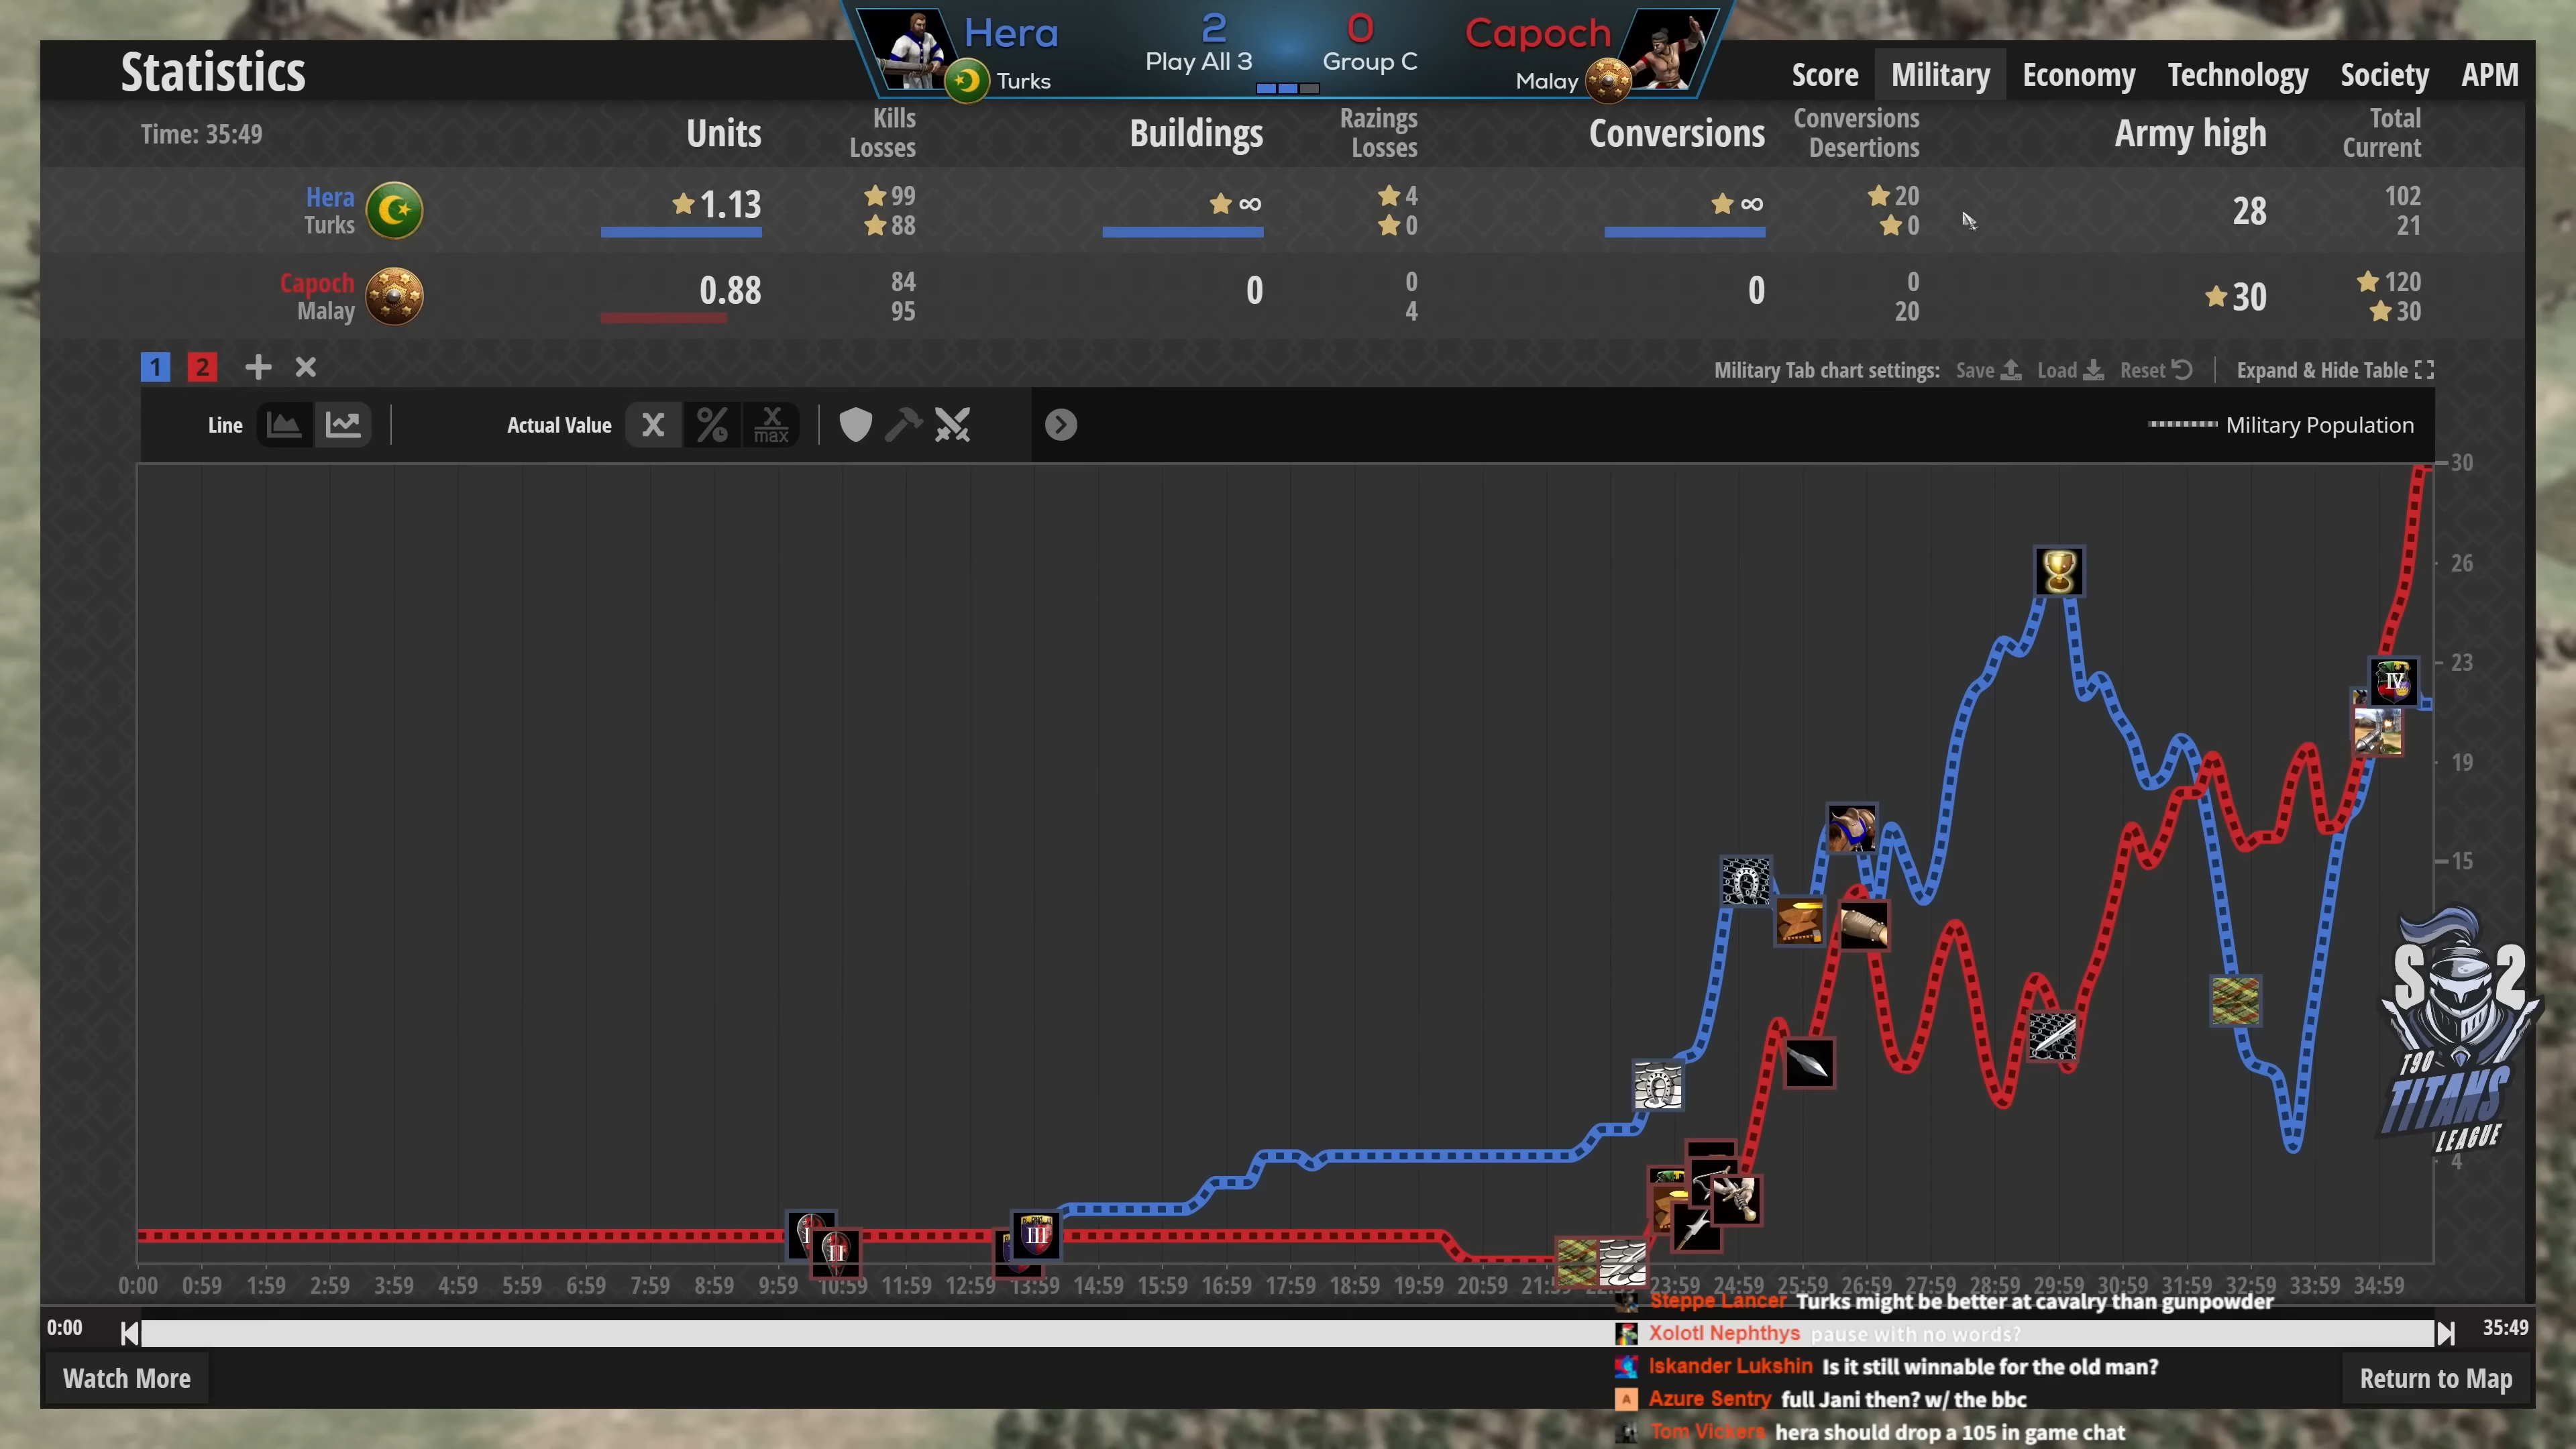 Hera 2 0 Capoch
Play All 3 Group C
Turks Malay
Statistics
Score Military Economy Technology Society APM
Time: 35:49
Units Kills Losses Buildings Razings Losses Conversions Conversions Desertions Army high Total Current
Hera 1.13 99 ∞ 4 ∞ 20 28 102
Turks 88 0 0 21
Capoch 0.88 84 0 0 0 0 30 120
Malay 95 4 20 30
1 2
Military Tab chart settings: Save Load Reset Expand & Hide Table
Line Actual Value X % X max Military Population
30
26
23
19
15
4
III
II
IV
S 2
T90
TITANS
LEAGUE
0:00 0:59 1:59 2:59 3:59 4:59 5:59 6:59 7:59 8:59 9:59 10:59 11:59 12:59 13:59 14:59 15:59 16:59 17:59 18:59 19:59 20:59 23:59 24:59 25:59 26:59 27:59 28:59 29:59 30:59 31:59 32:59 33:59 34:59
Steppe Lancer Turks might be better at cavalry than gunpowder
0:00 35:49
Xolotl Nephthys pause with no words?
Iskander Lukshin Is it still winnable for the old man?
Watch More Return to Map
A Azure Sentry full Jani then? w/ the bbc
Tom Vickers hera should drop a 105 in game chat